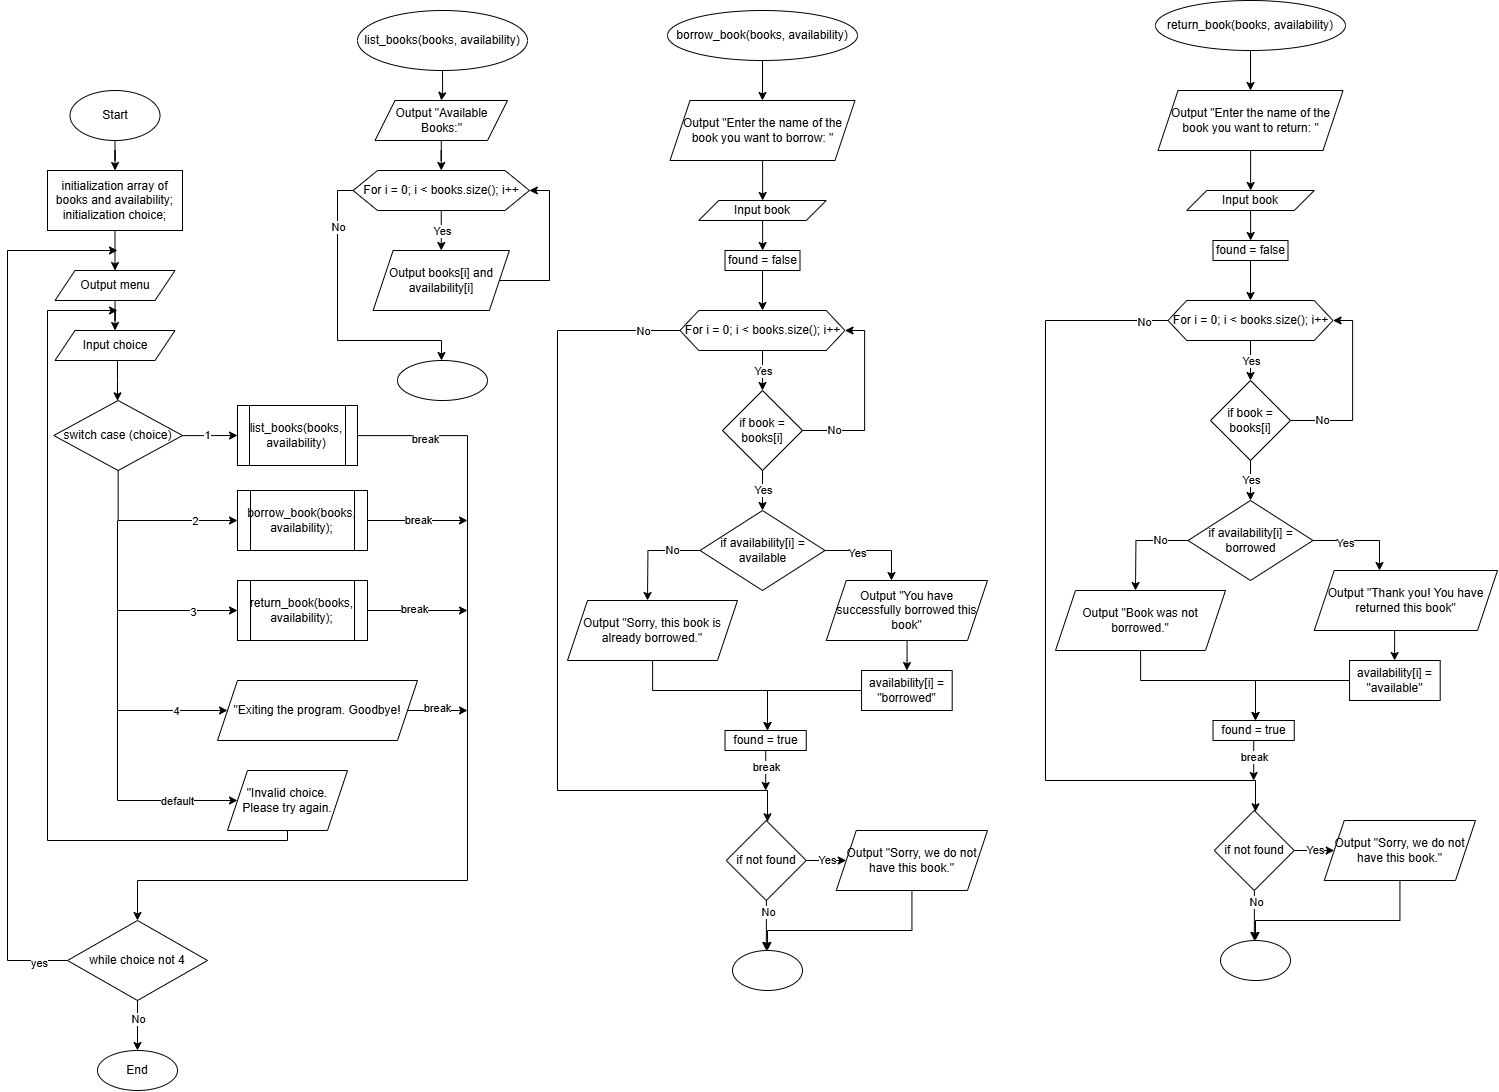 Start
initialization array of
books and availability;
initialization choice;
Output menu
Input choice
switch case (choice)
1
list_books(books,
availability)
break
2
borrow_book(books,
availability);
break
3
return_book(books,
availability);
break
4
"Exiting the program. Goodbye!
break
default
"Invalid choice.
Please try again.
while choice not 4
yes
No
End
list_books(books, availability)
Output "Available
Books:"
For i = 0; i < books.size(); i++
No
Yes
Output books[i] and
availability[i]
borrow_book(books, availability)
Output "Enter the name of the
book you want to borrow: "
Input book
found = false
For i = 0; i < books.size(); i++
No
Yes
if book =
books[i]
No
Yes
if availability[i] =
available
No
Yes
Output "Sorry, this book is
already borrowed."
Output "You have
successfully borrowed this
book"
availability[i] =
"borrowed"
found = true
break
if not found
Yes
Output "Sorry, we do not
have this book."
No
return_book(books, availability)
Output "Enter the name of the
book you want to return: "
Input book
found = false
For i = 0; i < books.size(); i++
No
Yes
if book =
books[i]
No
Yes
if availability[i] =
borrowed
No
Yes
Output "Book was not
borrowed."
Output "Thank you! You have
returned this book"
availability[i] =
"available"
found = true
break
if not found
Yes
Output "Sorry, we do not
have this book."
No